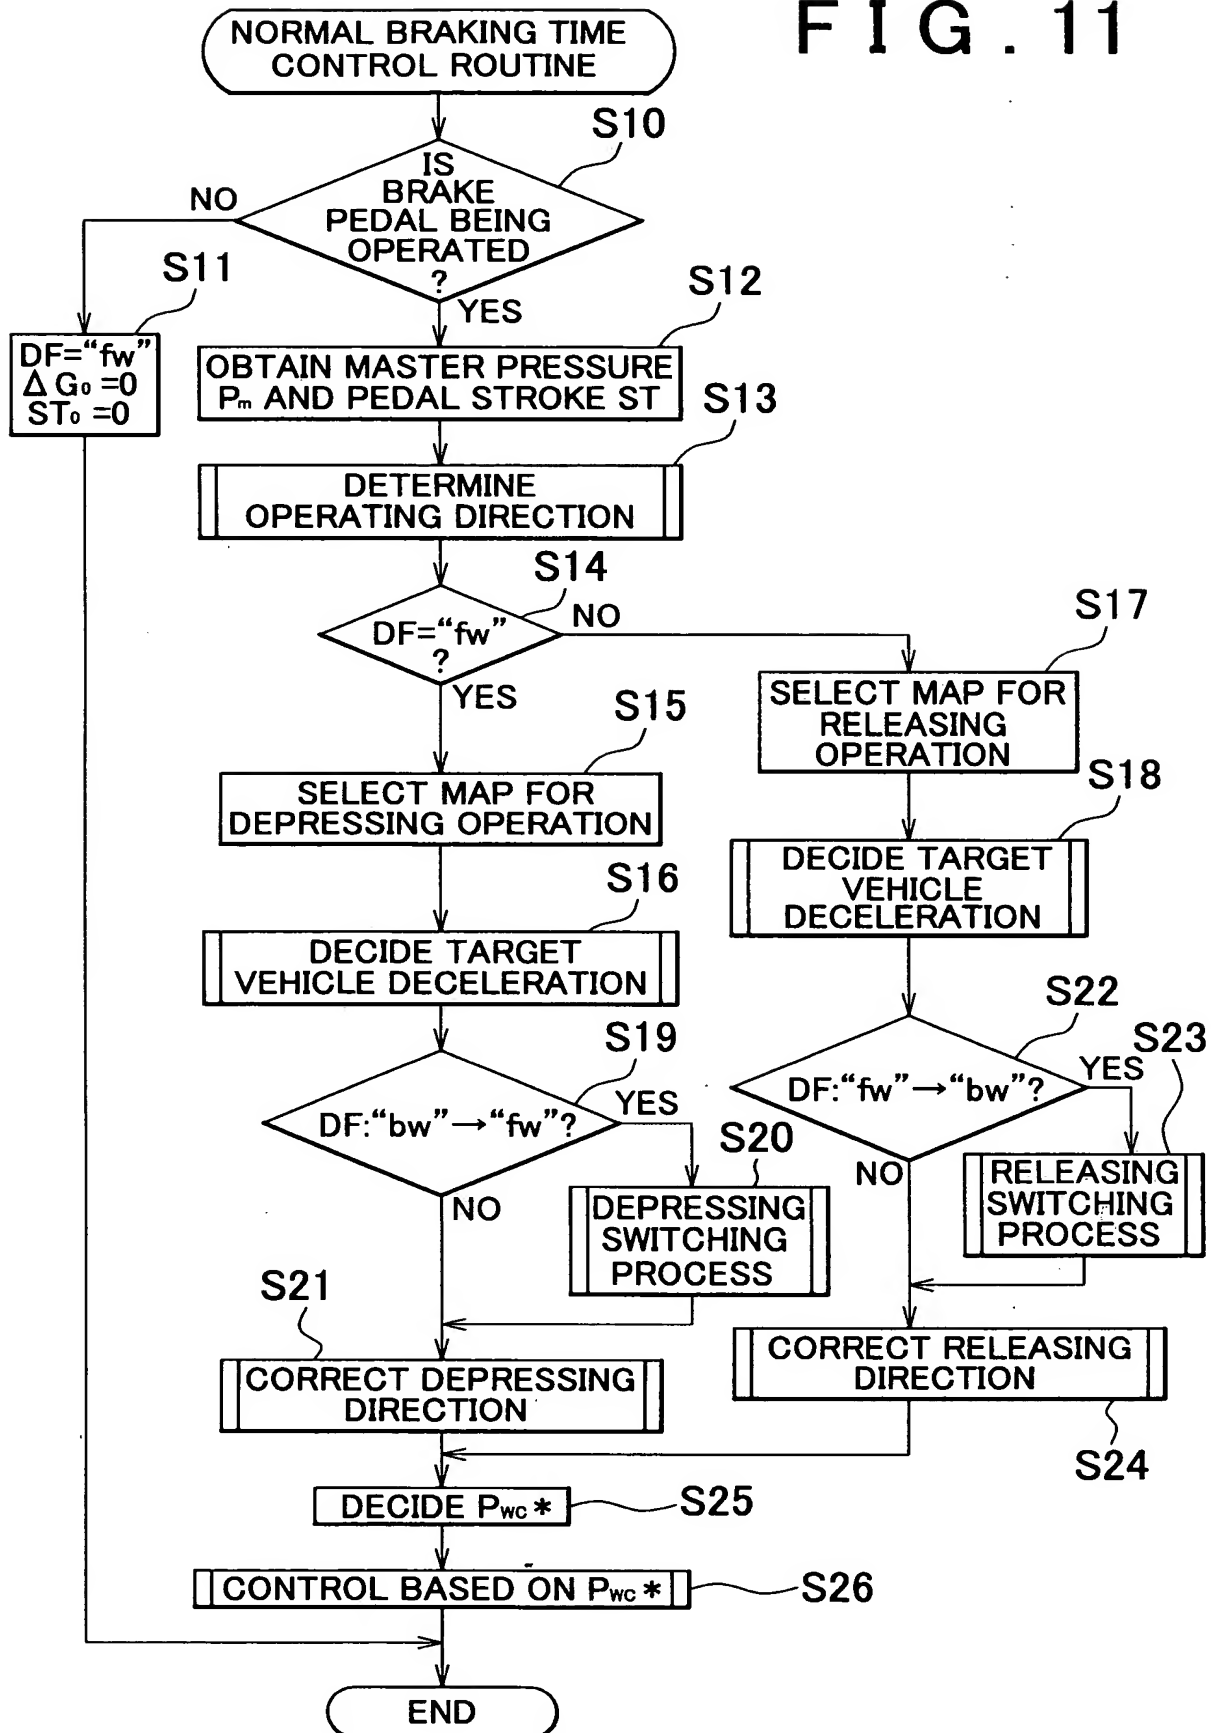 FIG. 11
NORMAL BRAKING TIME
CONTROL ROUTINE
S10
IS
BRAKE
PEDAL BEING
OPERATED
?
NO
YES
S11
DF="fw"
ΔG₀=0
ST₀=0
S12
OBTAIN MASTER PRESSURE
Pm AND PEDAL STROKE ST
S13
DETERMINE
OPERATING DIRECTION
S14
DF="fw"
?
NO
YES
S15
SELECT MAP FOR
DEPRESSING OPERATION
S16
DECIDE TARGET
VEHICLE DECELERATION
S17
SELECT MAP FOR
RELEASING
OPERATION
S18
DECIDE TARGET
VEHICLE
DECELERATION
S19
DF:"bw"→"fw"?
YES
NO
S20
DEPRESSING
SWITCHING
PROCESS
S21
CORRECT DEPRESSING
DIRECTION
S22
DF:"fw"→"bw"?
YES
NO
S23
RELEASING
SWITCHING
PROCESS
CORRECT RELEASING
DIRECTION
S24
DECIDE Pwc*
S25
CONTROL BASED ON Pwc*
S26
END